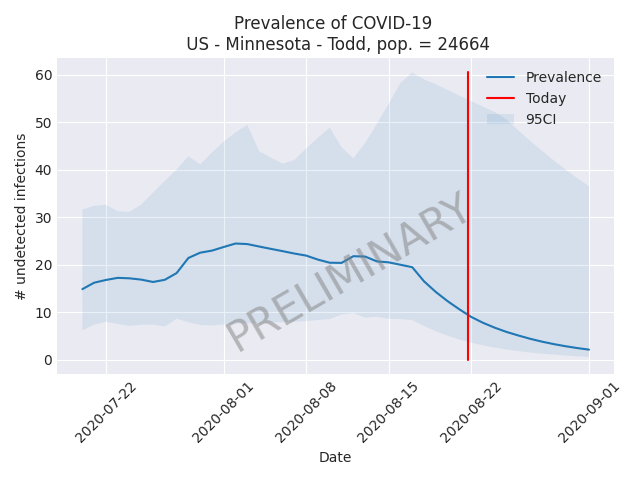 Prevalence of COVID-19
US - Minnesota - Todd, pop. = 24664
# undetected infections
60
50
40
30
20
10
0
Prevalence
Today
95CI
PRELIMINARY
2020-07-22
2020-08-01
2020-08-08
2020-08-15
2020-08-22
2020-09-01
Date